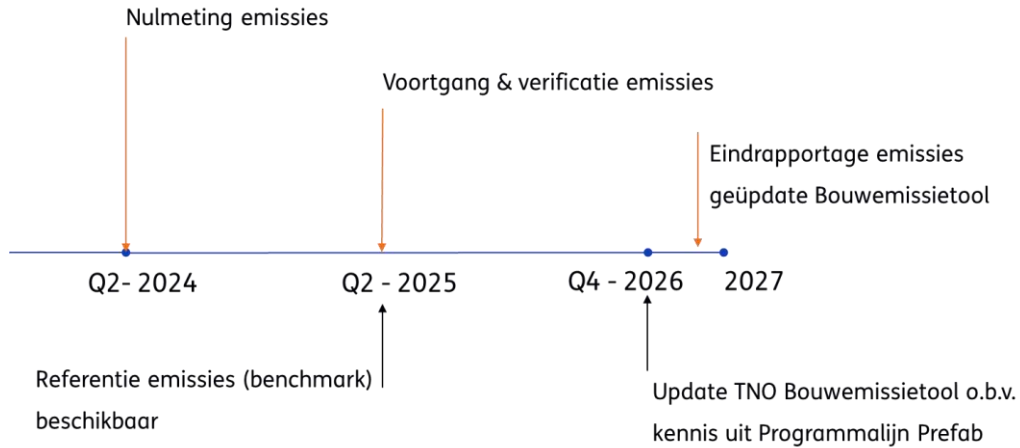 Nulmeting emissies
Voortgang & verificatie emissies
Eindrapportage emissies
geüpdate Bouwemissietool
Q2- 2024
Q2 - 2025
Q4 - 2026
2027
Referentie emissies (benchmark)
beschikbaar
Update TNO Bouwemissietool o.b.v.
kennis uit Programmalijn Prefab